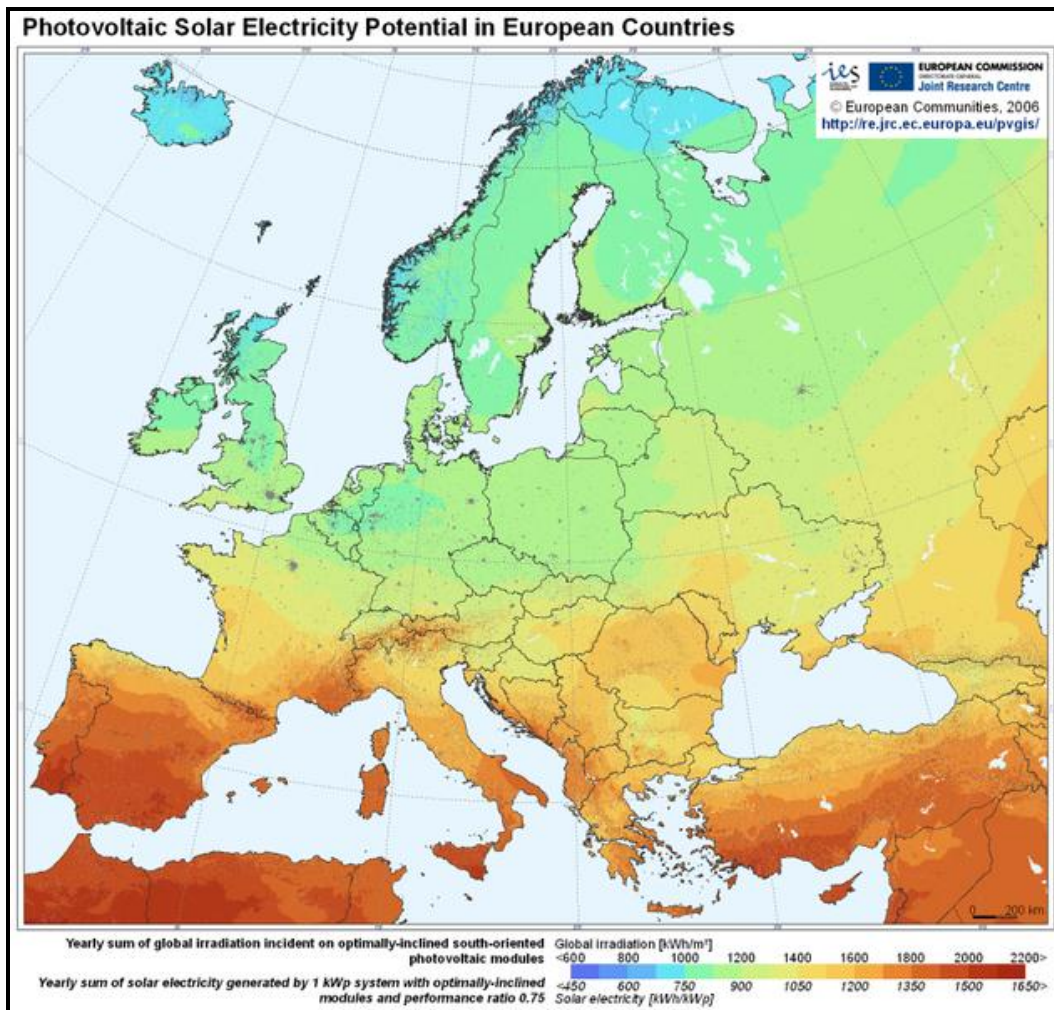 Photovoltaic Solar Electricity Potential in European Countries
ies
EUROPEAN COMMISSION
DIRECTORATE GENERAL
Joint Research Centre
© European Communities, 2006
http://re.jrc.ec.europa.eu/pvgis/
0 200 km
Yearly sum of global irradiation incident on optimally-inclined south-oriented
photovoltaic modules
Global irradiation [kWh/m²]
<600 800 1000 1200 1400 1600 1800 2000 2200>
Yearly sum of solar electricity generated by 1 kWp system with optimally-inclined
modules and performance ratio 0.75
<450 600 750 900 1050 1200 1350 1500 1650>
Solar electricity [kWh/kWp]